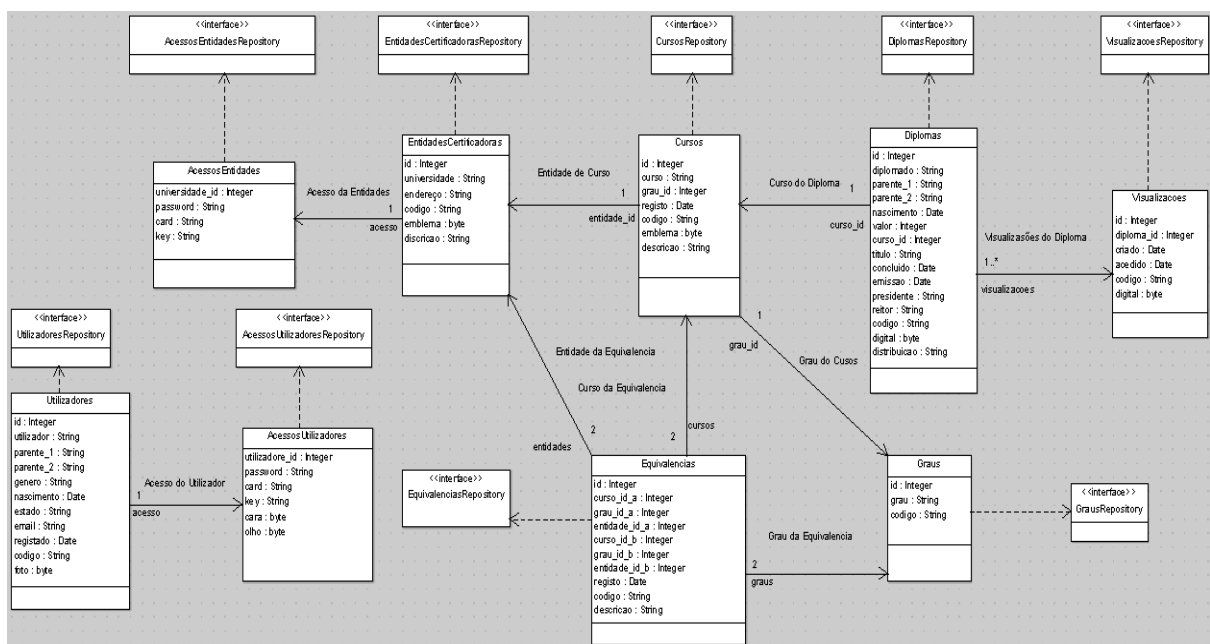 <<interface>>
AcessosEntidadesRepository
<<interface>>
EntidadesCertificadorasRepository
<<interface>>
CursosRepository
<<interface>>
DiplomasRepository
<<interface>>
VisualizacoesRepository
AcessosEntidades
universidade_id : Integer
password : String
card : String
key : String
Acesso da Entidades
1
acesso
EntidadesCertificadoras
id : Integer
universidade : String
endereço : String
codigo : String
emblema : byte
discricao : String
Entidade de Curso
1
entidade_id
Cursos
id : Integer
curso : String
grau_id : Integer
registo : Date
codigo : String
emblema : byte
descricao : String
Curso do Diploma
1
curso_id
Diplomas
id : Integer
diplomado : String
parente_1 : String
parente_2 : String
nascimento : Date
valor : Integer
curso_id : Integer
titulo : String
concluido : Date
emissao : Date
presidente : String
reitor : String
codigo : String
digital : byte
distribuicao : String
Visualizasões do Diploma
1..*
visualizacoes
Visualizacoes
id : Integer
diploma_id : Integer
criado : Date
acedido : Date
codigo : String
digital : byte
<<interface>>
UtilizadoresRepository
<<interface>>
AcessosUtilizadoresRepository
Entidade da Equivalencia
Curso da Equivalencia
1
grau_id
Grau do Cusos
Utilizadores
id : Integer
utilizador : String
parente_1 : String
parente_2 : String
genero : String
nascimento : Date
estado : String
email : String
registado : Date
codigo : String
foto : byte
Acesso do Utilizador
1
acesso
AcessosUtilizadores
utilizadore_id : Integer
password : String
card : String
key : String
cara : byte
olho : byte
entidades
2
2
cursos
<<interface>>
EquivalenciasRepository
Equivalencias
id : Integer
curso_id_a : Integer
grau_id_a : Integer
entidade_id_a : Integer
curso_id_b : Integer
grau_id_b : Integer
entidade_id_b : Integer
registo : Date
codigo : String
descricao : String
Grau da Equivalencia
2
graus
Graus
id : Integer
grau : String
codigo : String
<<interface>>
GrausRepository